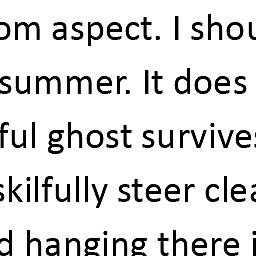 om aspect. I shou
summer. It does
ful ghost survives
skilfully steer clea
d hanging there i